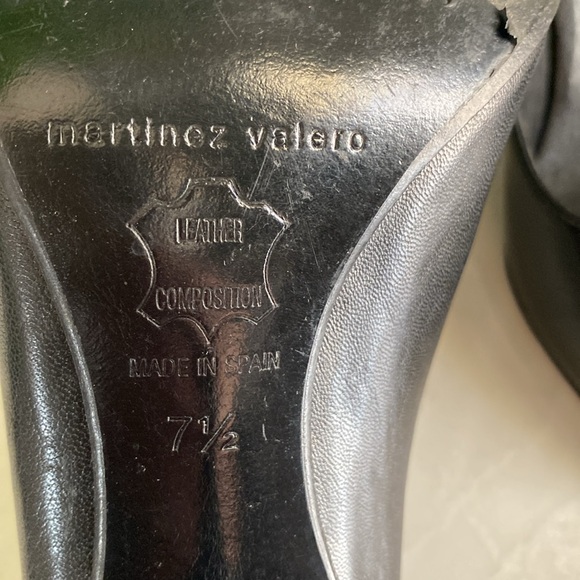 martinez valero
LEATHER
COMPOSITION
MADE IN SPAIN
7½